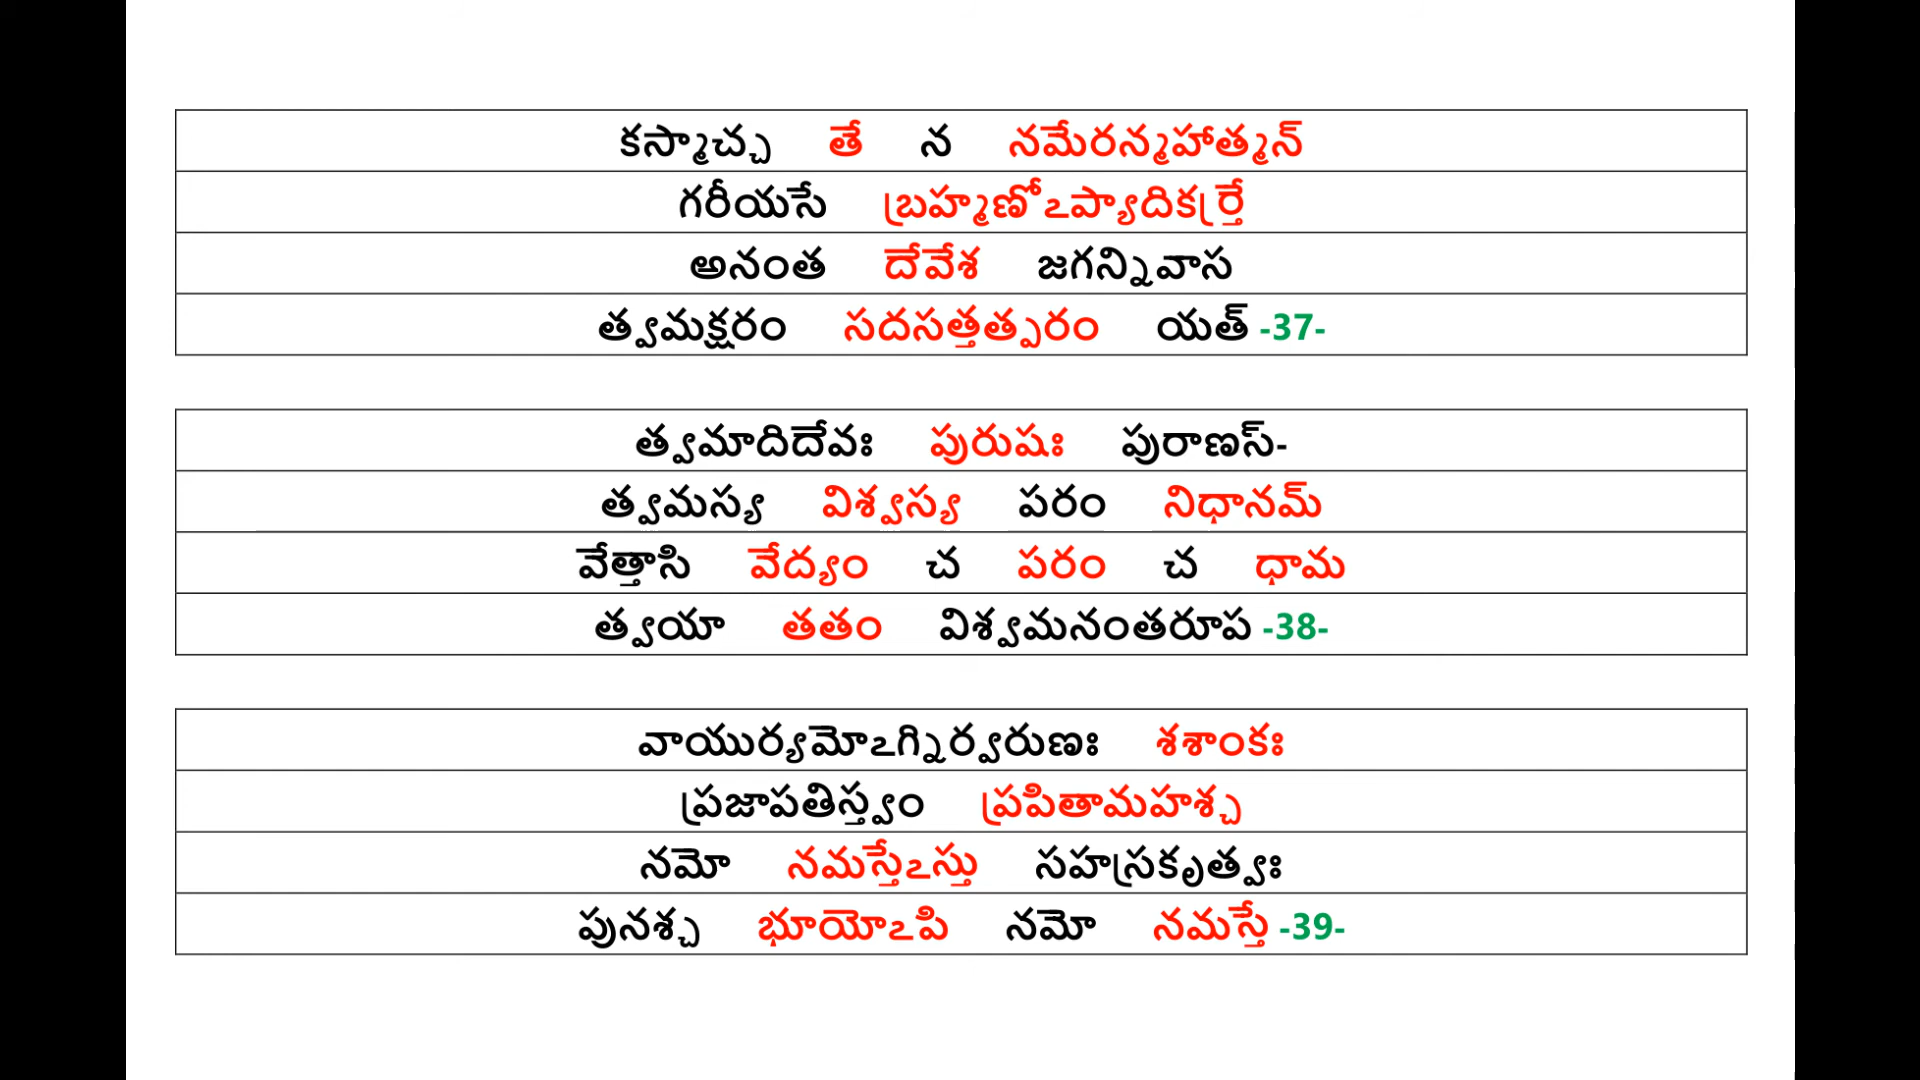 కస్మాచ్చ తే న నమేరన్మహాత్మన్
గరీయసే బ్రహ్మణోఽప్యాదికర్త్రే
అనంత దేవేశ జగన్నివాస
త్వమక్షరం సదసత్తత్పరం యత్ -37-
త్వమాదిదేవః పురుషః పురాణస్-
త్వమస్య విశ్వస్య పరం నిధానమ్
వేత్తాసి వేద్యం చ పరం చ ధామ
త్వయా తతం విశ్వమనంతరూప -38-
వాయుర్యమోఽగ్నిర్వరుణః శశాంకః
ప్రజాపతిస్త్వం ప్రపితామహశ్చ
నమో నమస్తేఽస్తు సహస్రకృత్వః
పునశ్చ భూయోఽపి నమో నమస్తే -39-